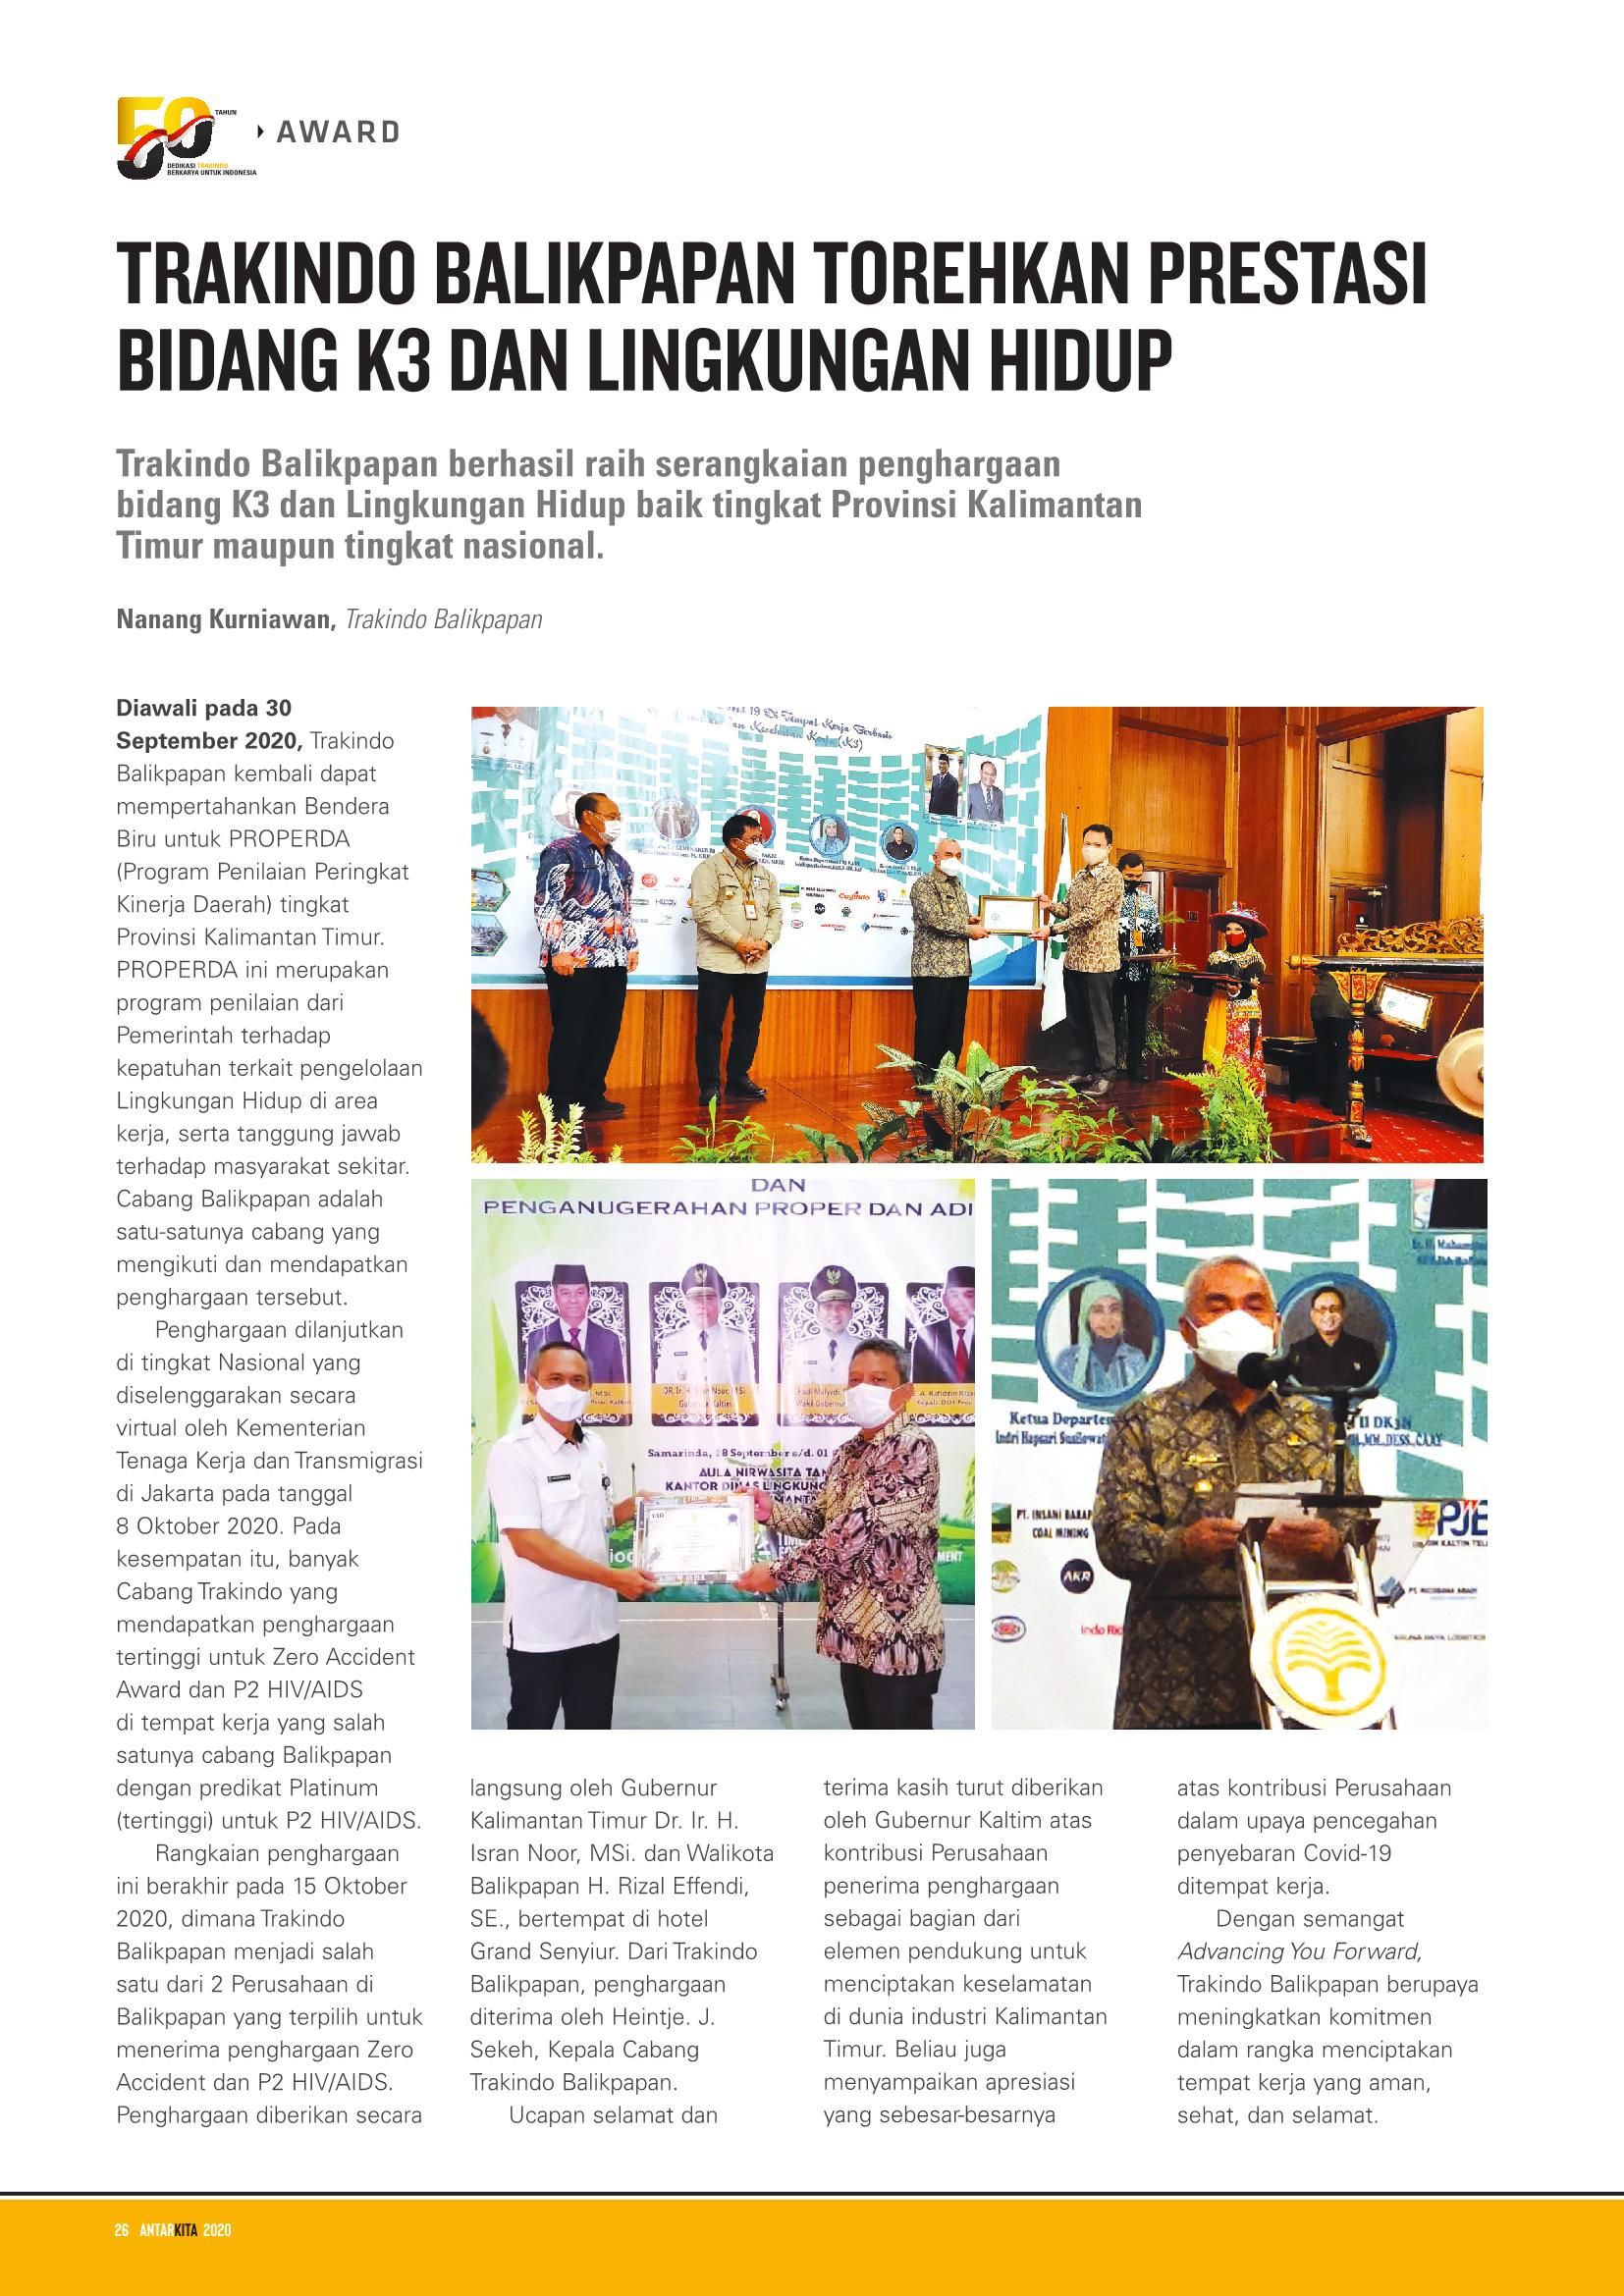 50 TAHUN
DEDIKASI TRAKINDO
BERKARYA UNTUK INDONESIA
AWARD
TRAKINDO BALIKPAPAN TOREHKAN PRESTASI
BIDANG K3 DAN LINGKUNGAN HIDUP
Trakindo Balikpapan berhasil raih serangkaian penghargaan
bidang K3 dan Lingkungan Hidup baik tingkat Provinsi Kalimantan
Timur maupun tingkat nasional.
Nanang Kurniawan, Trakindo Balikpapan
Diawali pada 30
September 2020, Trakindo
Balikpapan kembali dapat
mempertahankan Bendera
Biru untuk PROPERDA
(Program Penilaian Peringkat
Kinerja Daerah) tingkat
Provinsi Kalimantan Timur.
PROPERDA ini merupakan
program penilaian dari
Pemerintah terhadap
kepatuhan terkait pengelolaan
Lingkungan Hidup di area
kerja, serta tanggung jawab
terhadap masyarakat sekitar.
Cabang Balikpapan adalah
satu-satunya cabang yang
mengikuti dan mendapatkan
penghargaan tersebut.
Penghargaan dilanjutkan
di tingkat Nasional yang
diselenggarakan secara
virtual oleh Kementerian
Tenaga Kerja dan Transmigrasi
di Jakarta pada tanggal
8 Oktober 2020. Pada
kesempatan itu, banyak
Cabang Trakindo yang
mendapatkan penghargaan
tertinggi untuk Zero Accident
Award dan P2 HIV/AIDS
di tempat kerja yang salah
satunya cabang Balikpapan
dengan predikat Platinum
(tertinggi) untuk P2 HIV/AIDS.
Rangkaian penghargaan
ini berakhir pada 15 Oktober
2020, dimana Trakindo
Balikpapan menjadi salah
satu dari 2 Perusahaan di
Balikpapan yang terpilih untuk
menerima penghargaan Zero
Accident dan P2 HIV/AIDS.
Penghargaan diberikan secara
19 Di Tempat Kerja Berbasis
Kesehatan Kerja (K3)
DAN
PENGANUGERAHAN PROPER DAN ADI
Samarinda, 28 September s/d. 01
AULA NIRWASITA TAN
KANTOR DINAS LINGKUNG
MENT
Ketua Departe
Indri Hapsari Susilowat
II DK3N
PT. INSANI BARA
COAL MINING
PJB
AKR
Indo
langsung oleh Gubernur
Kalimantan Timur Dr. Ir. H.
Isran Noor, MSi. dan Walikota
Balikpapan H. Rizal Effendi,
SE., bertempat di hotel
Grand Senyiur. Dari Trakindo
Balikpapan, penghargaan
diterima oleh Heintje. J.
Sekeh, Kepala Cabang
Trakindo Balikpapan.
Ucapan selamat dan
terima kasih turut diberikan
oleh Gubernur Kaltim atas
kontribusi Perusahaan
penerima penghargaan
sebagai bagian dari
elemen pendukung untuk
menciptakan keselamatan
di dunia industri Kalimantan
Timur. Beliau juga
menyampaikan apresiasi
yang sebesar-besarnya
atas kontribusi Perusahaan
dalam upaya pencegahan
penyebaran Covid-19
ditempat kerja.
Dengan semangat
Advancing You Forward,
Trakindo Balikpapan berupaya
meningkatkan komitmen
dalam rangka menciptakan
tempat kerja yang aman,
sehat, dan selamat.
26 ANTARKITA 2020